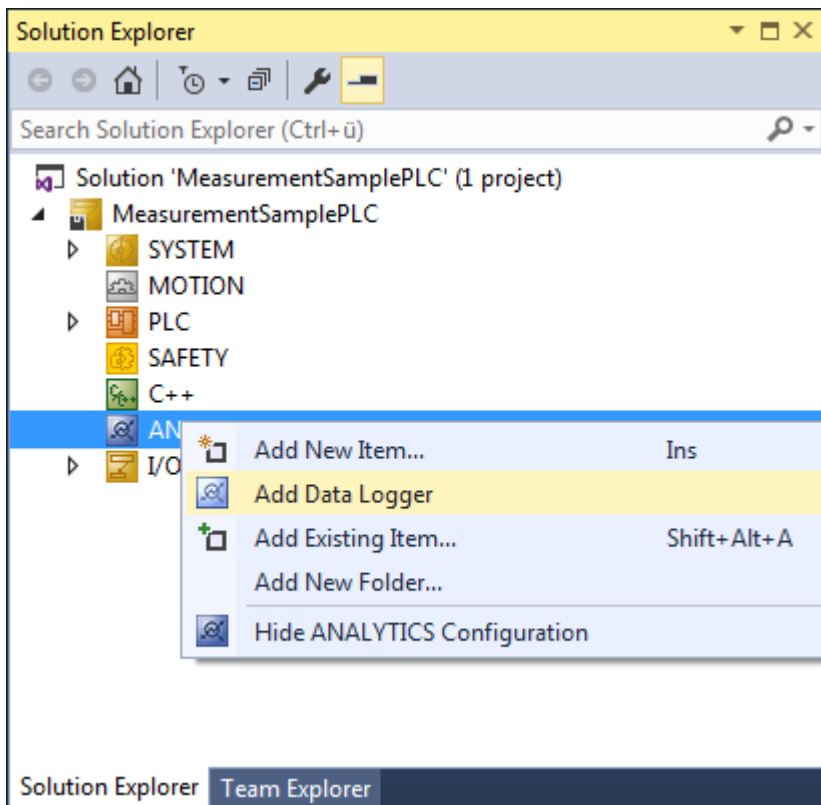 Solution Explorer
Search Solution Explorer (Ctrl+ü)
Solution 'MeasurementSamplePLC' (1 project)
MeasurementSamplePLC
SYSTEM
MOTION
PLC
SAFETY
C++
AN
I/O
Add New Item... Ins
Add Data Logger
Add Existing Item... Shift+Alt+A
Add New Folder...
Hide ANALYTICS Configuration
Solution Explorer Team Explorer